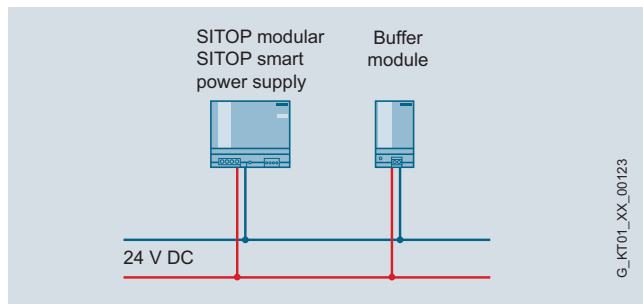 SITOP modular
SITOP smart
power supply
Buffer
module
24 V DC
G_KT01_XX_00123